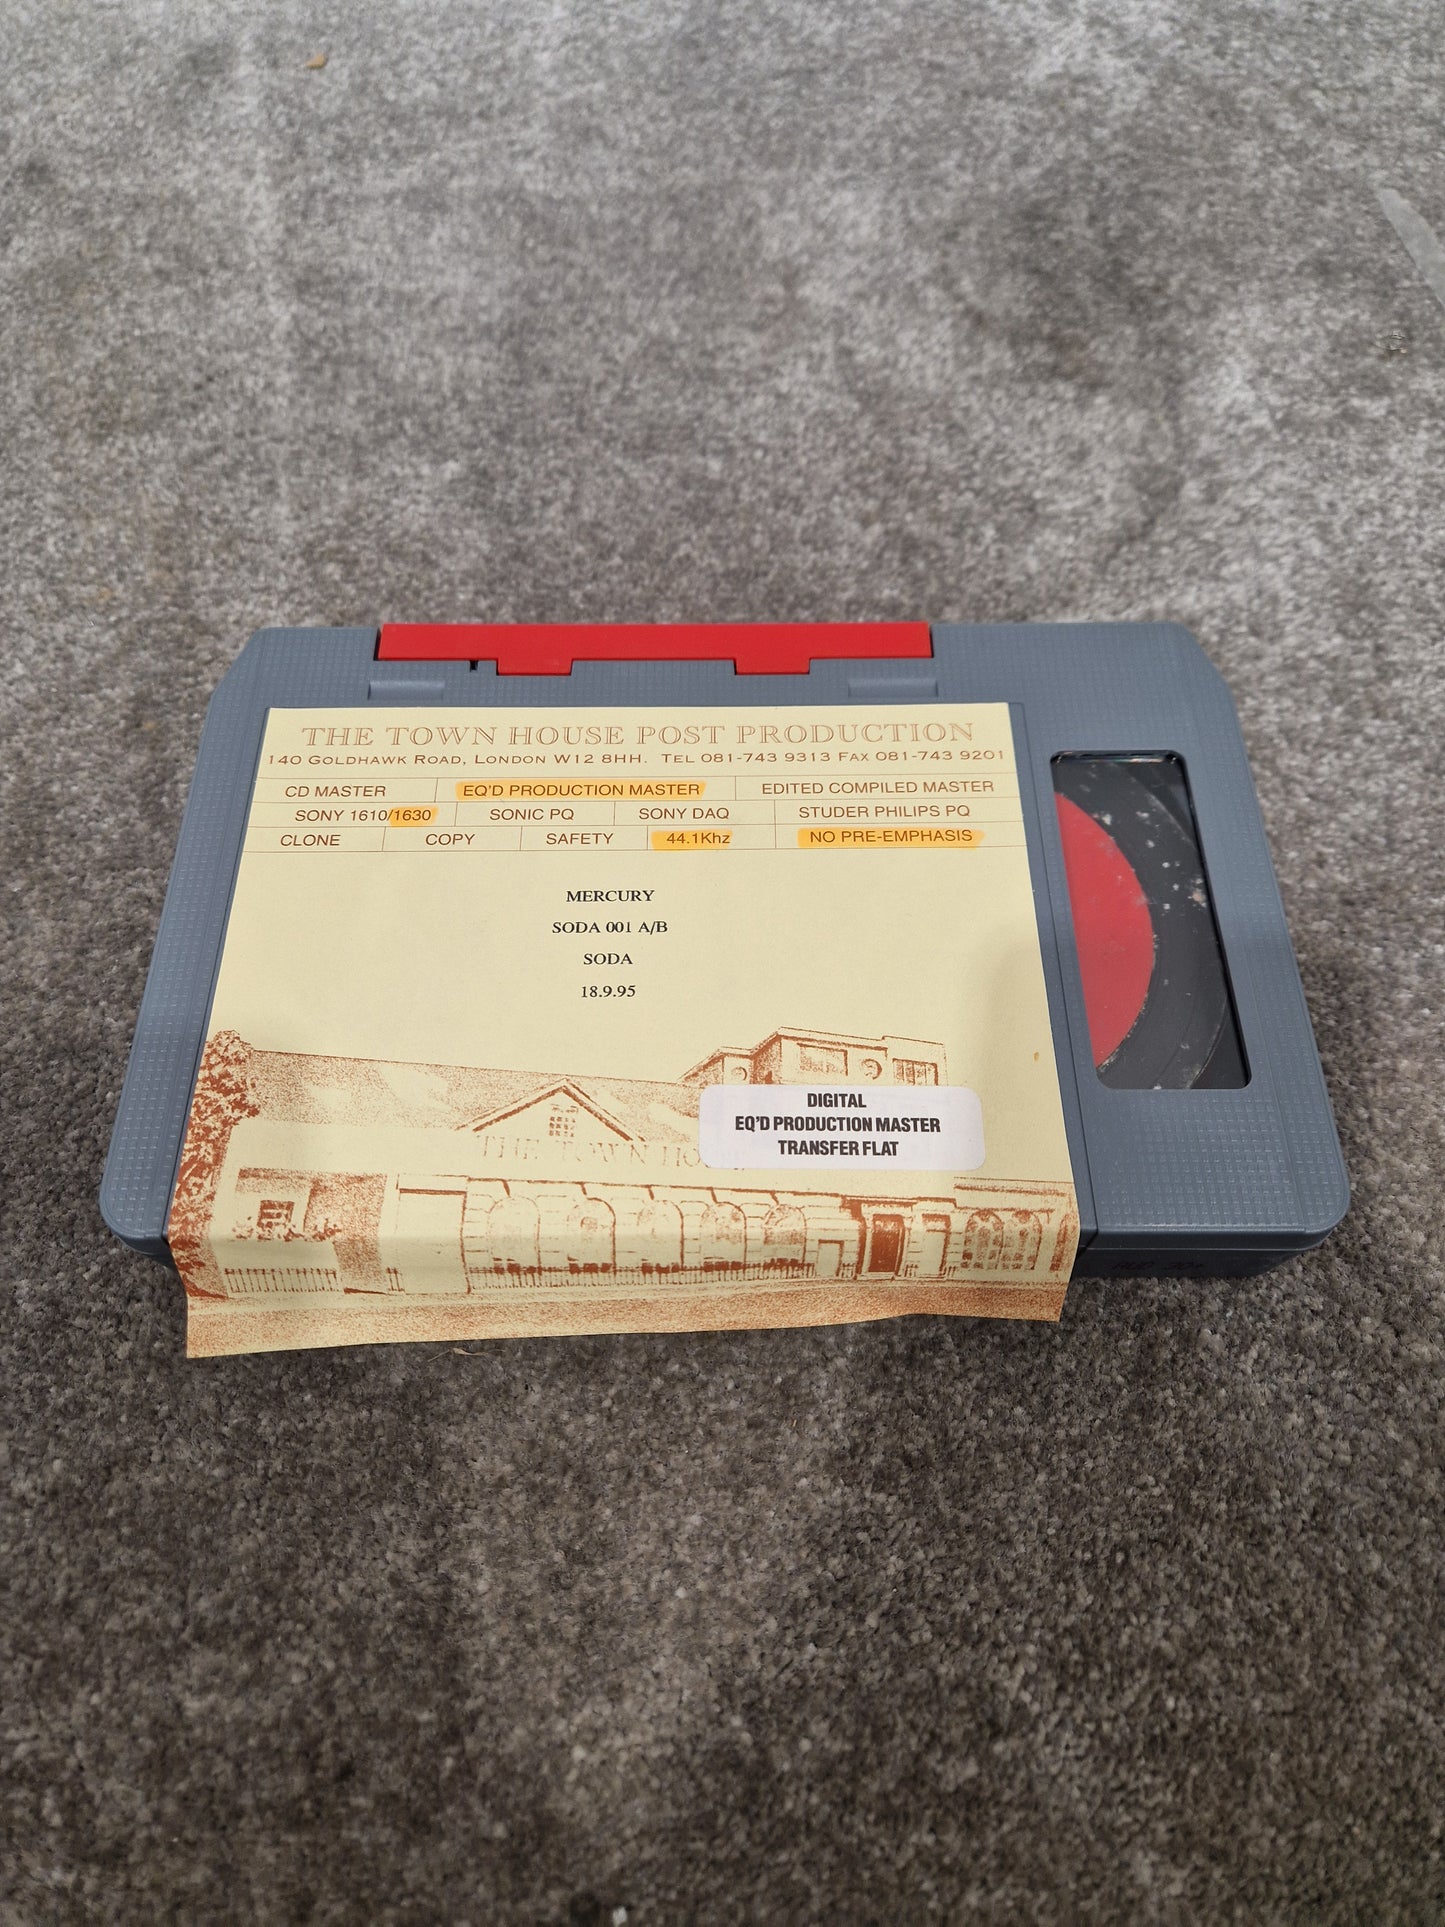 THE TOWN HOUSE POST PRODUCTION
140 GOLDHAWK ROAD, LONDON W12 8HH. TEL 081-743 9313 FAX 081-743 9201
CD MASTER EQ'D PRODUCTION MASTER EDITED COMPILED MASTER
SONY 1610/1630 SONIC PQ SONY DAQ STUDER PHILIPS PQ
CLONE COPY SAFETY 44.1Khz NO PRE-EMPHASIS
MERCURY
SODA 001 A/B
SODA
18.9.95
DIGITAL
EQ'D PRODUCTION MASTER
TRANSFER FLAT
THE TOWN HOUSE